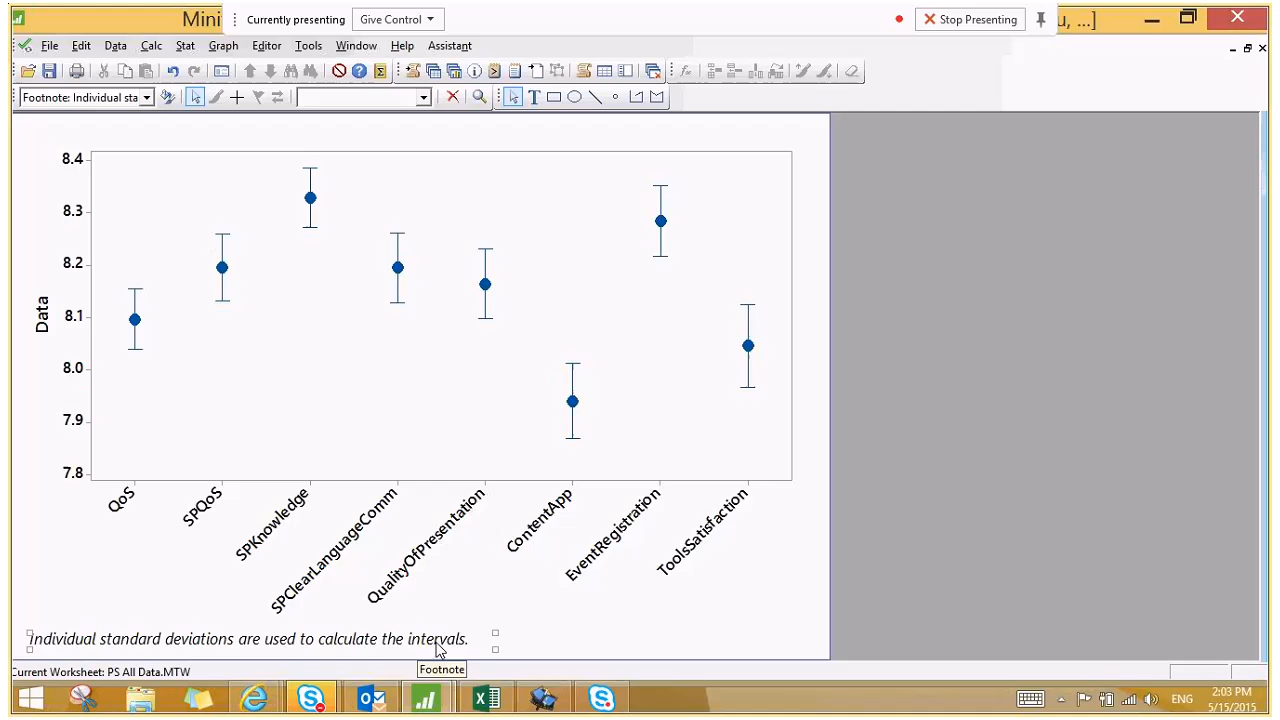 Mini
Currently presenting
Give Control
Stop Presenting
u, ...]
File Edit Data Calc Stat Graph Editor Tools Window Help Assistant
Footnote: Individual sta
8.4
8.3
8.2
8.1
8.0
7.9
7.8
Data
QoS
SPQoS
SPKnowledge
SPClearLanguageComm
QualityOfPresentation
ContentApp
EventRegistration
ToolsSatisfaction
Individual standard deviations are used to calculate the intervals.
Footnote
Current Worksheet: PS All Data.MTW
ENG
2:03 PM
5/15/2015